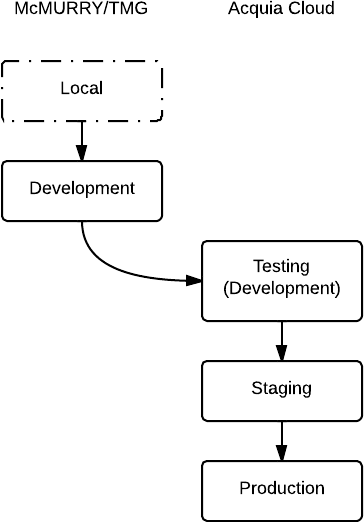 McMURRY/TMG
Acquia Cloud
Local
Development
Testing
(Development)
Staging
Production